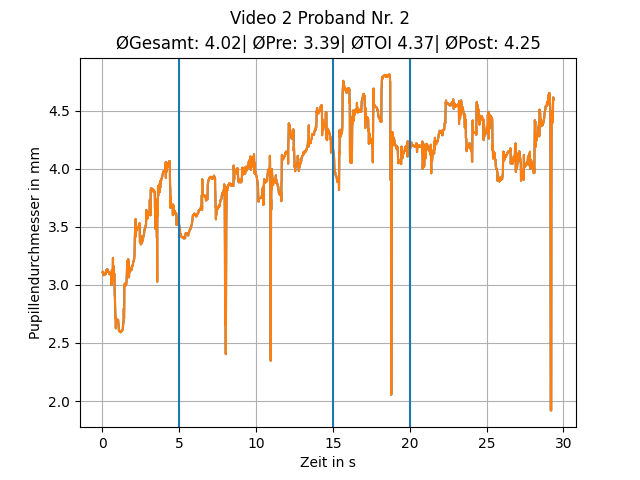 Video 2 Proband Nr. 2
ØGesamt: 4.02| ØPre: 3.39| ØTOI 4.37| ØPost: 4.25
Pupillendurchmesser in mm
4.5
4.0
3.5
3.0
2.5
2.0
0 5 10 15 20 25 30
Zeit in s